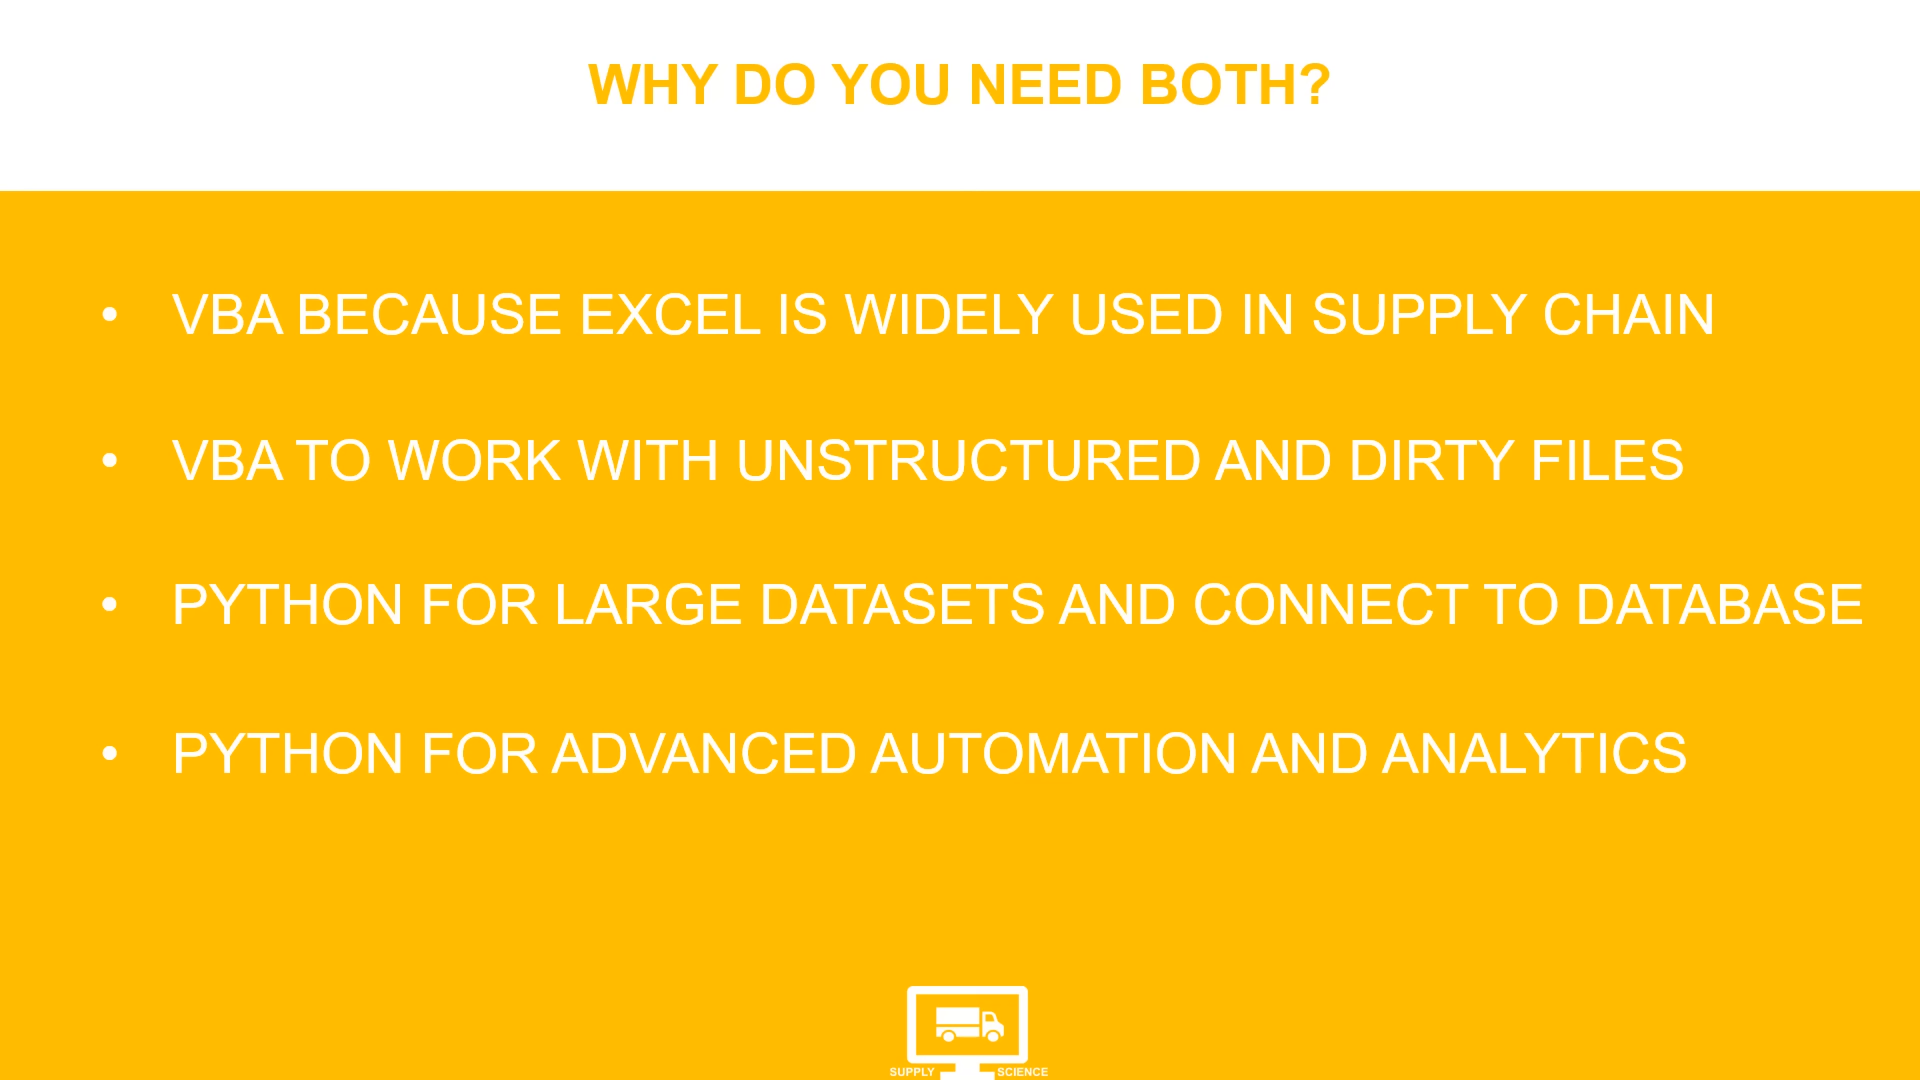 WHY DO YOU NEED BOTH?
• VBA BECAUSE EXCEL IS WIDELY USED IN SUPPLY CHAIN
• VBA TO WORK WITH UNSTRUCTURED AND DIRTY FILES
• PYTHON FOR LARGE DATASETS AND CONNECT TO DATABASE
• PYTHON FOR ADVANCED AUTOMATION AND ANALYTICS
SUPPLY SCIENCE